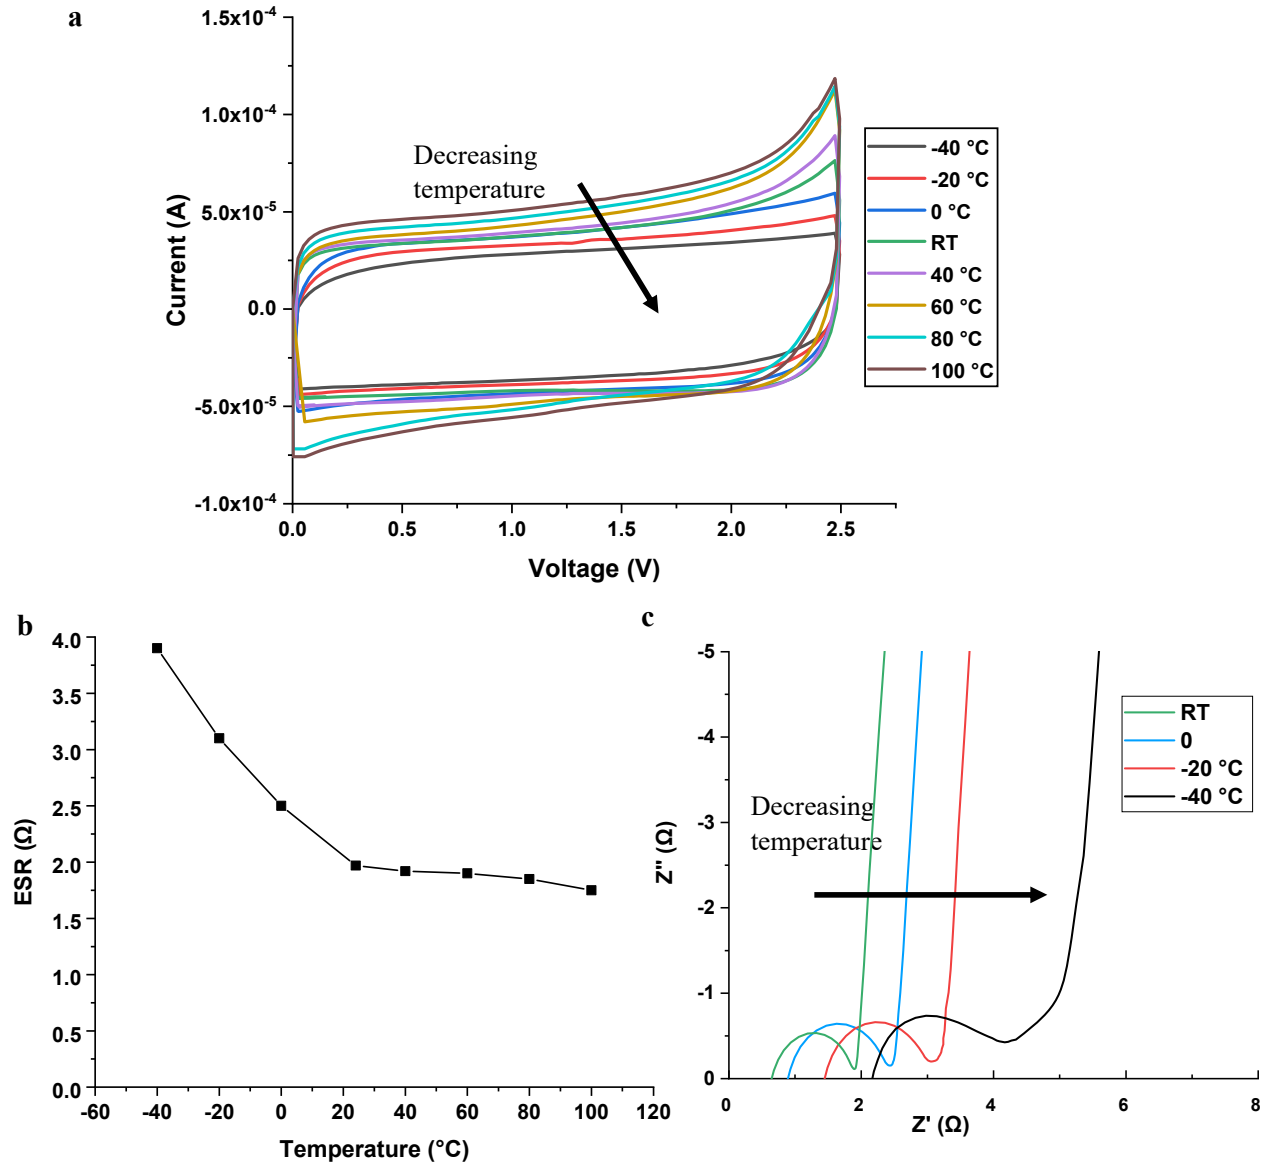 a
1.5x10⁻⁴
1.0x10⁻⁴
5.0x10⁻⁵
0.0
-5.0x10⁻⁵
-1.0x10⁻⁴
Current (A)
Decreasing
temperature
-40 °C
-20 °C
0 °C
RT
40 °C
60 °C
80 °C
100 °C
0.0 0.5 1.0 1.5 2.0 2.5
Voltage (V)
b
4.0
3.5
3.0
2.5
2.0
1.5
1.0
0.5
0.0
ESR (Ω)
-60 -40 -20 0 20 40 60 80 100 120
Temperature (°C)
c
-5
-4
-3
-2
-1
0
Z'' (Ω)
Decreasing
temperature
RT
0
-20 °C
-40 °C
0 2 4 6 8
Z' (Ω)